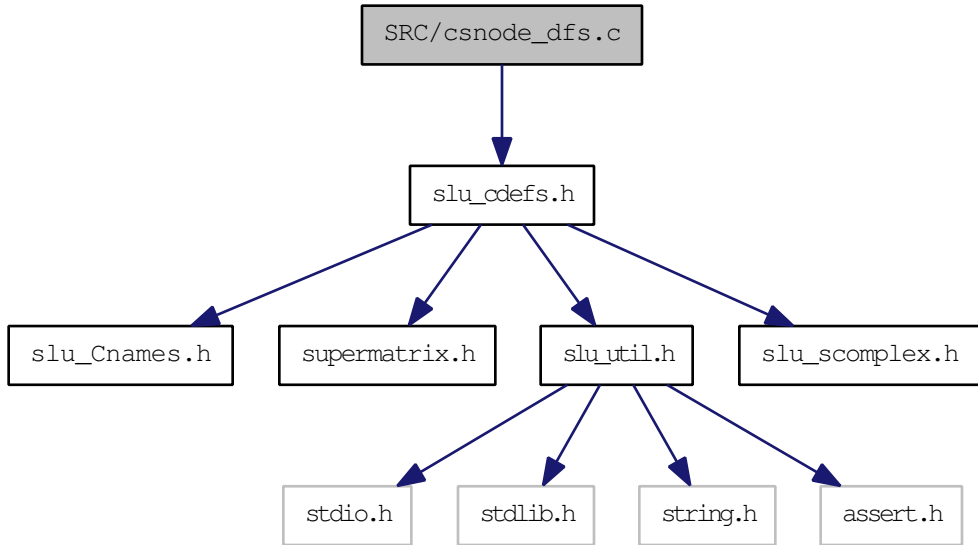 SRC/csnode_dfs.c
slu_cdefs.h
slu_Cnames.h
supermatrix.h
slu_util.h
slu_scomplex.h
stdio.h
stdlib.h
string.h
assert.h